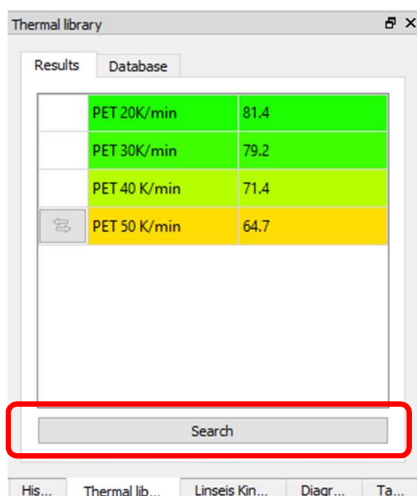 Thermal library
Results Database
PET 20K/min 81.4
PET 30K/min 79.2
PET 40 K/min 71.4
PET 50 K/min 64.7
Search
His... Thermal lib... Linseis Kin... Diagr... Ta...